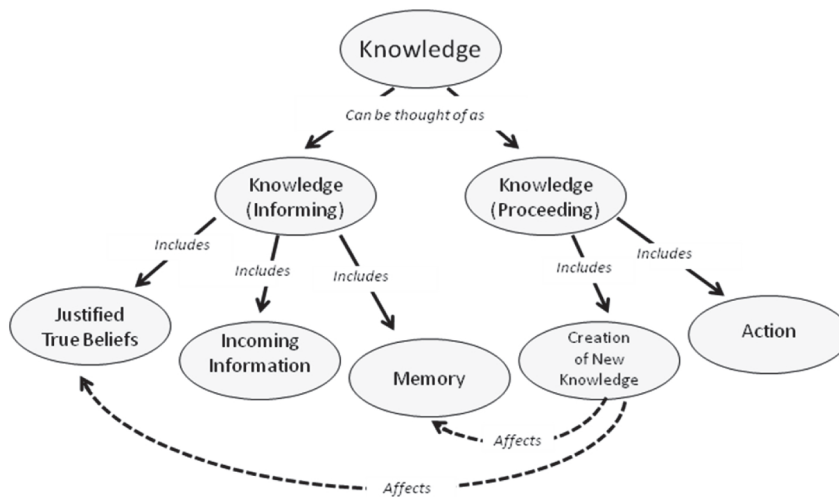 Knowledge
Can be thought of as
Knowledge
(Informing)
Knowledge
(Proceeding)
Includes
Includes
Includes
Includes
Includes
Justified
True Beliefs
Incoming
Information
Memory
Creation
of New
Knowledge
Action
Affects
Affects